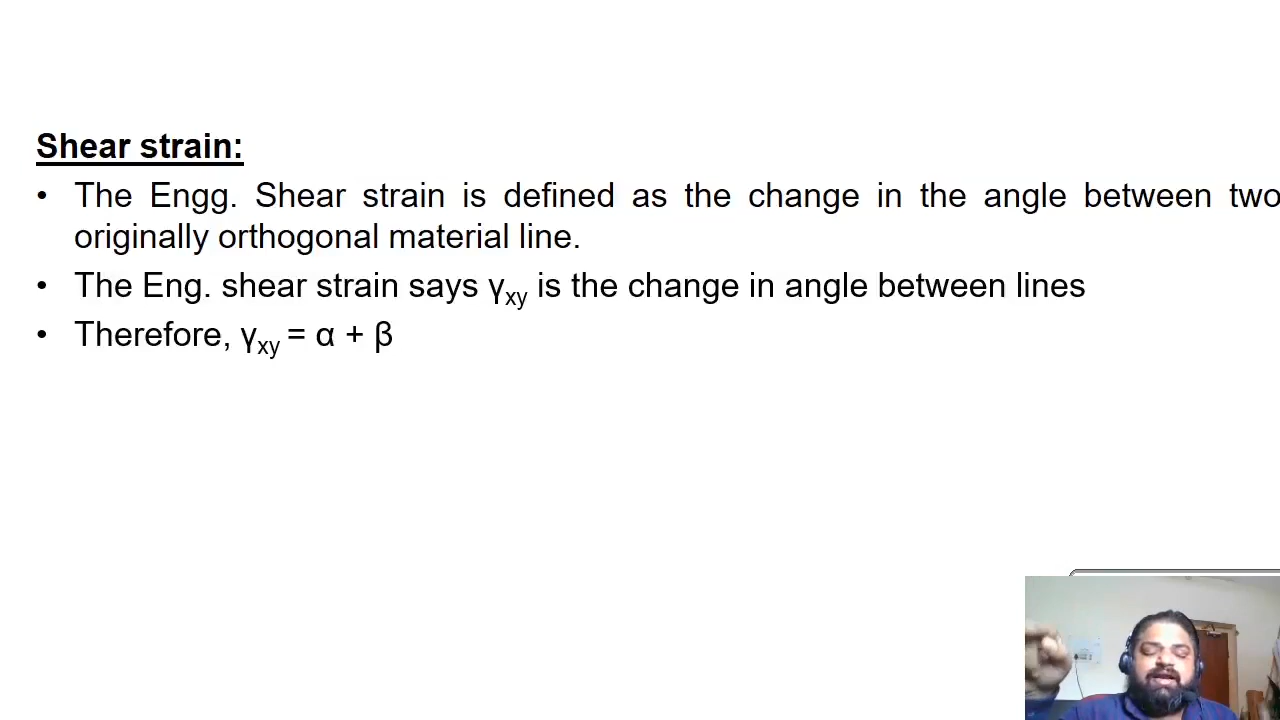 Shear strain:
• The Engg. Shear strain is defined as the change in the angle between two
originally orthogonal material line.
• The Eng. shear strain says γxy is the change in angle between lines
• Therefore, γxy = α + β